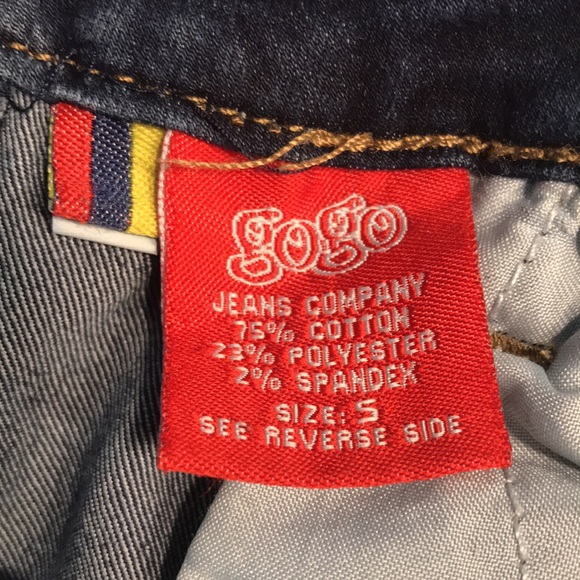 gogo
JEANS COMPANY
75% COTTON
23% POLYESTER
2% SPANDEX
SIZE: S
SEE REVERSE SIDE